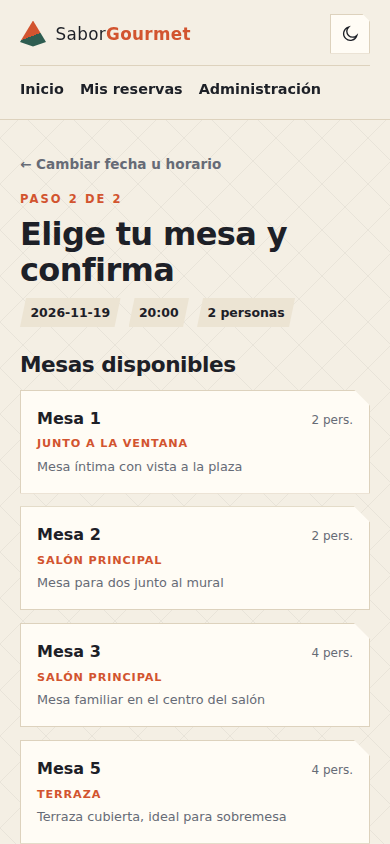 SaborGourmet
Inicio Mis reservas Administración
← Cambiar fecha u horario
PASO 2 DE 2
Elige tu mesa y
confirma
2026-11-19 20:00 2 personas
Mesas disponibles
Mesa 1 2 pers.
JUNTO A LA VENTANA
Mesa íntima con vista a la plaza
Mesa 2 2 pers.
SALÓN PRINCIPAL
Mesa para dos junto al mural
Mesa 3 4 pers.
SALÓN PRINCIPAL
Mesa familiar en el centro del salón
Mesa 5 4 pers.
TERRAZA
Terraza cubierta, ideal para sobremesa